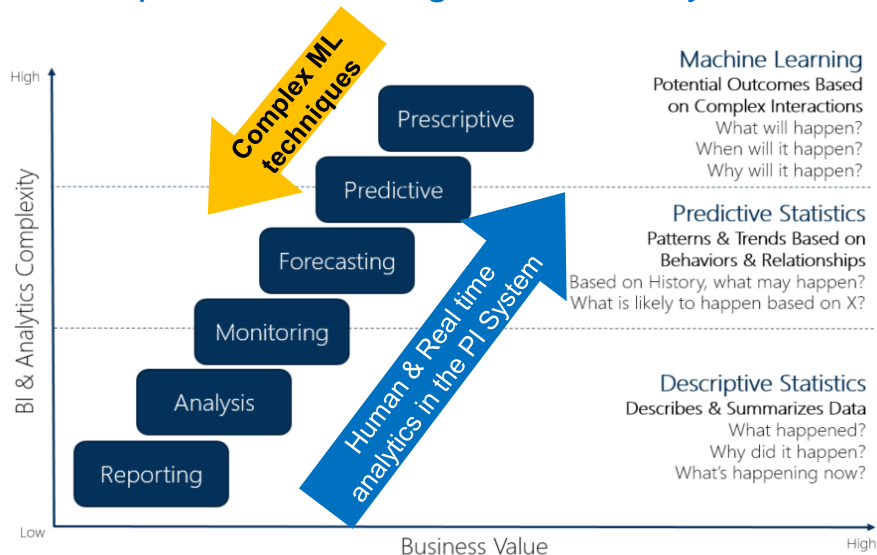 High
BI & Analytics Complexity
Low
Business Value
High
Complex ML
techniques
Prescriptive
Predictive
Forecasting
Monitoring
Analysis
Reporting
Human & Real time
analytics in the PI System
Machine Learning
Potential Outcomes Based
on Complex Interactions
What will happen?
When will it happen?
Why will it happen?
Predictive Statistics
Patterns & Trends Based on
Behaviors & Relationships
Based on History, what may happen?
What is likely to happen based on X?
Descriptive Statistics
Describes & Summarizes Data
What happened?
Why did it happen?
What's happening now?